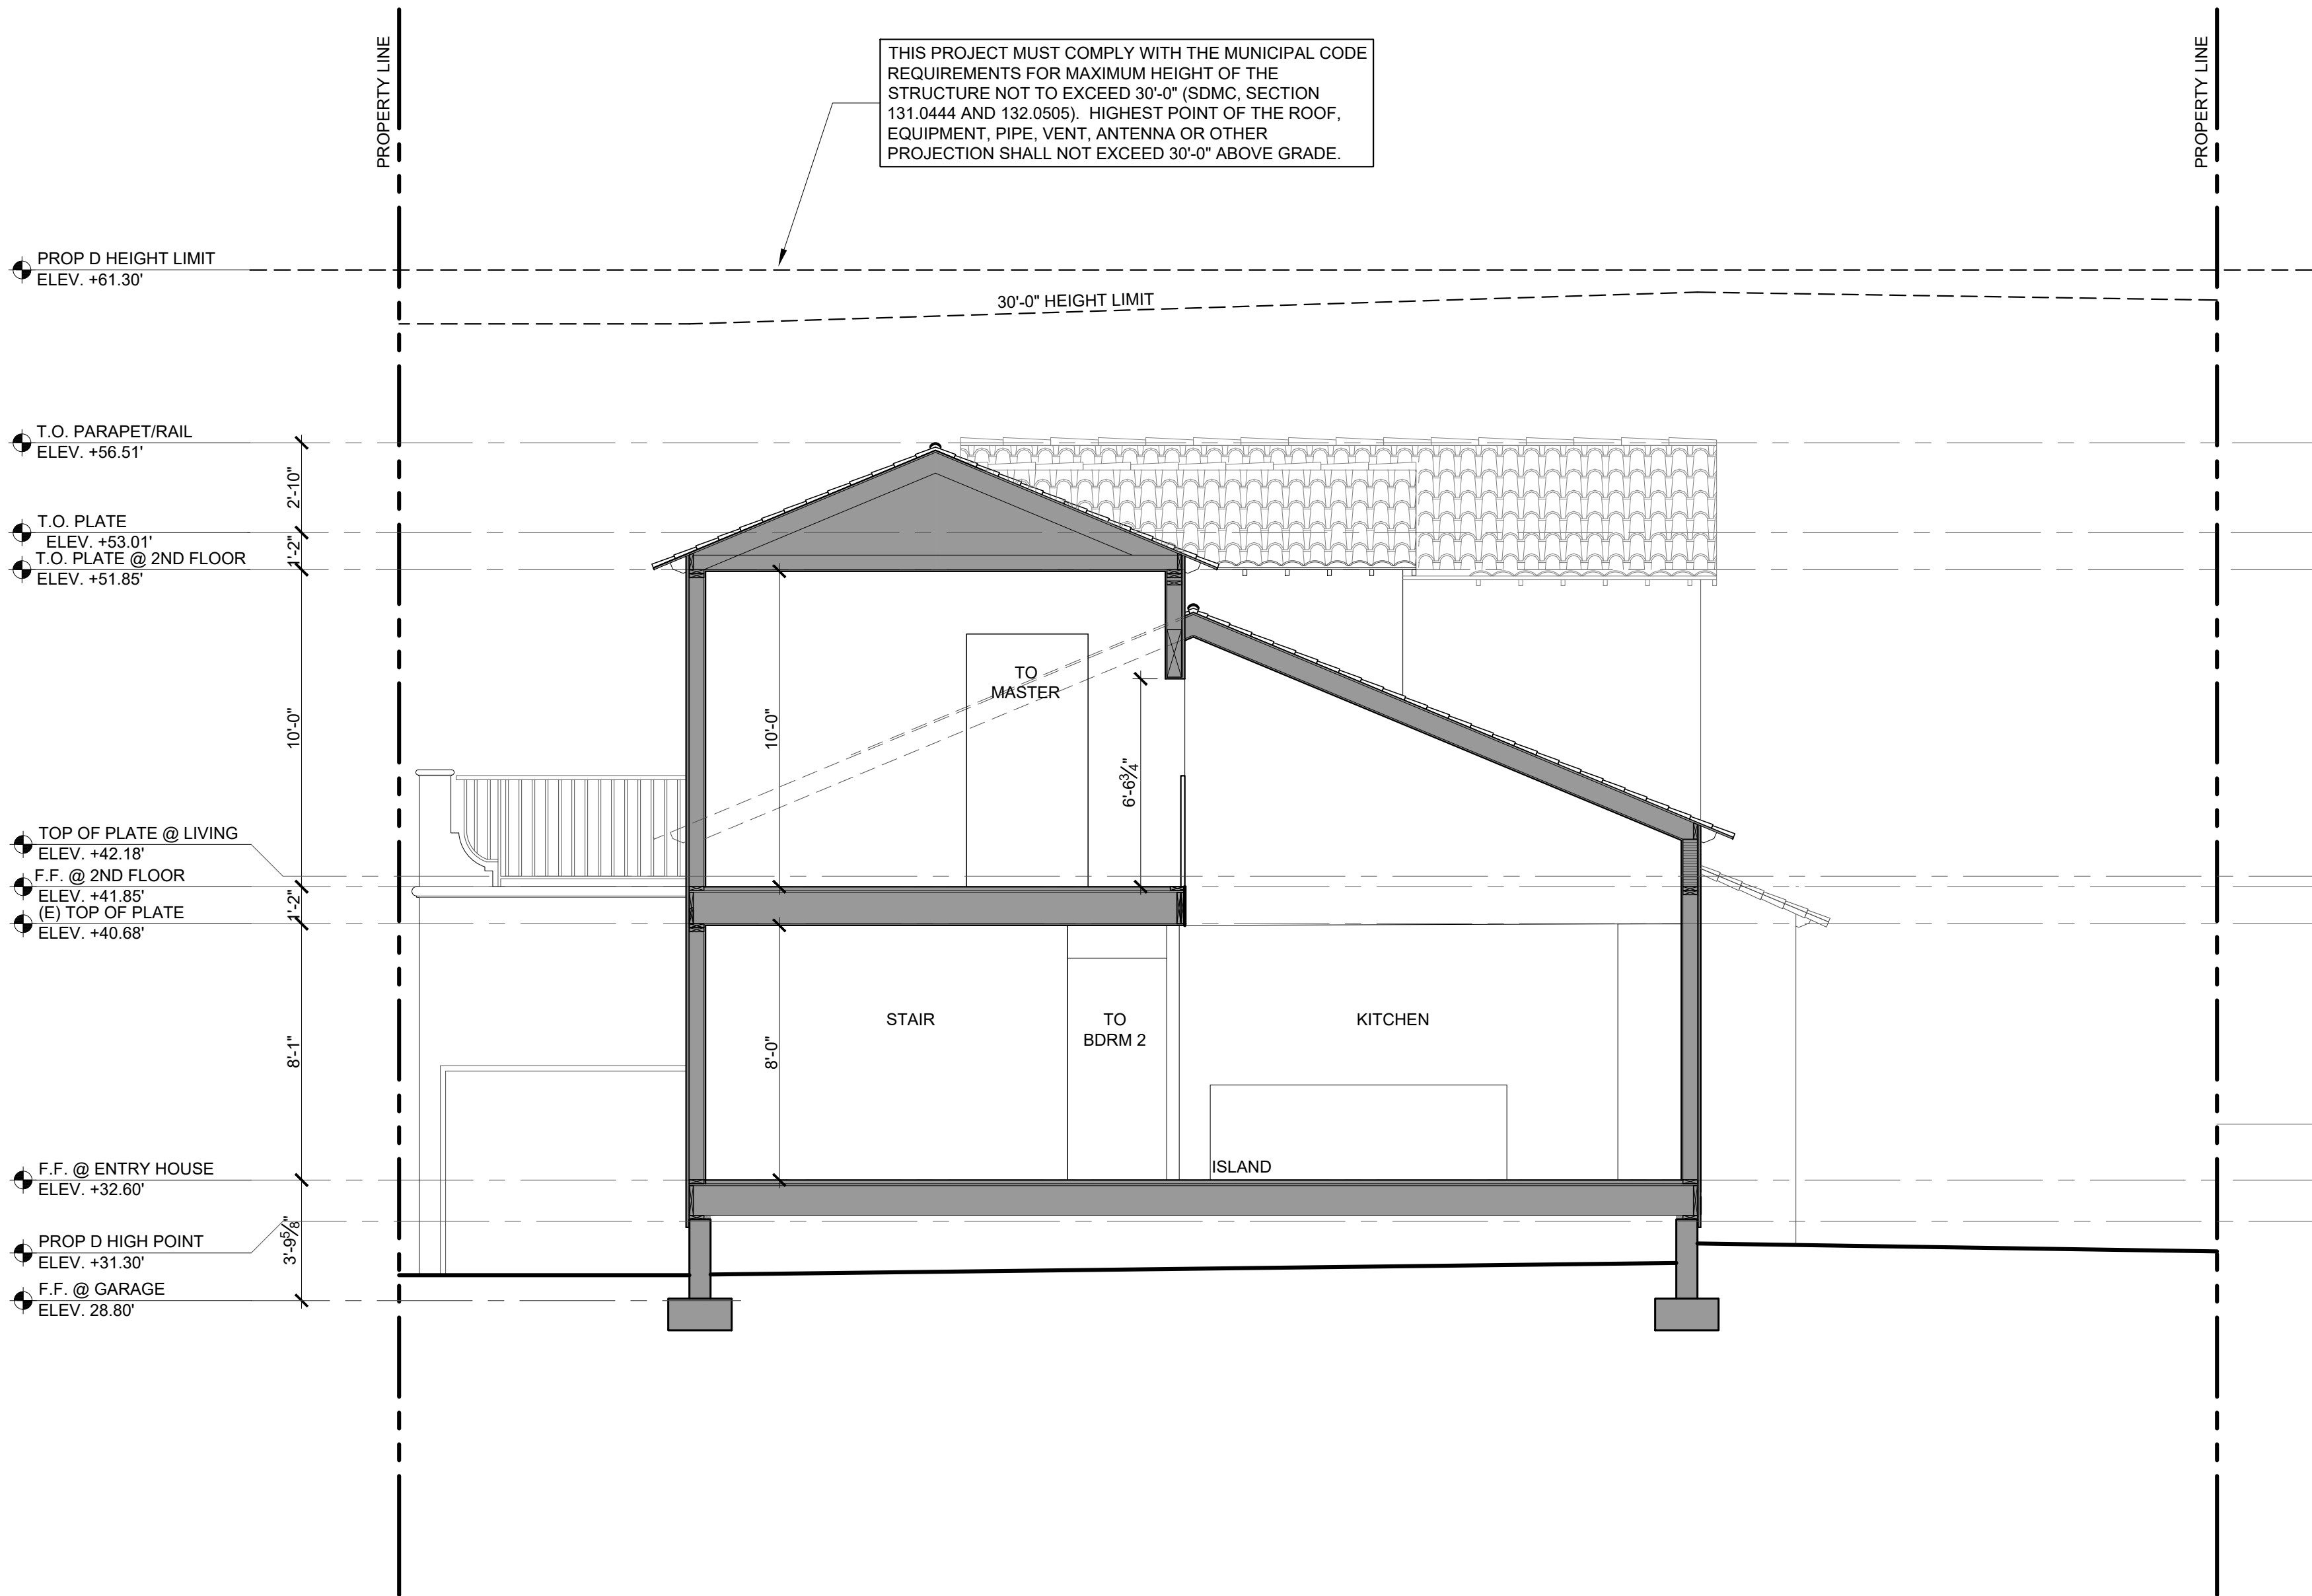 PROPERTY LINE
PROPERTY LINE
THIS PROJECT MUST COMPLY WITH THE MUNICIPAL CODE
REQUIREMENTS FOR MAXIMUM HEIGHT OF THE
STRUCTURE NOT TO EXCEED 30'-0" (SDMC, SECTION
131.0444 AND 132.0505).  HIGHEST POINT OF THE ROOF,
EQUIPMENT, PIPE, VENT, ANTENNA OR OTHER
PROJECTION SHALL NOT EXCEED 30'-0" ABOVE GRADE.
PROP D HEIGHT LIMIT
ELEV. +61.30'
30'-0" HEIGHT LIMIT
T.O. PARAPET/RAIL
ELEV. +56.51'
2'-10"
T.O. PLATE
ELEV. +53.01'
1'-2"
T.O. PLATE @ 2ND FLOOR
ELEV. +51.85'
TO
MASTER
10'-0"
10'-0"
6'-6¾"
TOP OF PLATE @ LIVING
ELEV. +42.18'
F.F. @ 2ND FLOOR
ELEV. +41.85'
1'-2"
(E) TOP OF PLATE
ELEV. +40.68'
STAIR
TO
BDRM 2
KITCHEN
8'-1"
8'-0"
ISLAND
F.F. @ ENTRY HOUSE
ELEV. +32.60'
3'-9⅝"
PROP D HIGH POINT
ELEV. +31.30'
F.F. @ GARAGE
ELEV. 28.80'